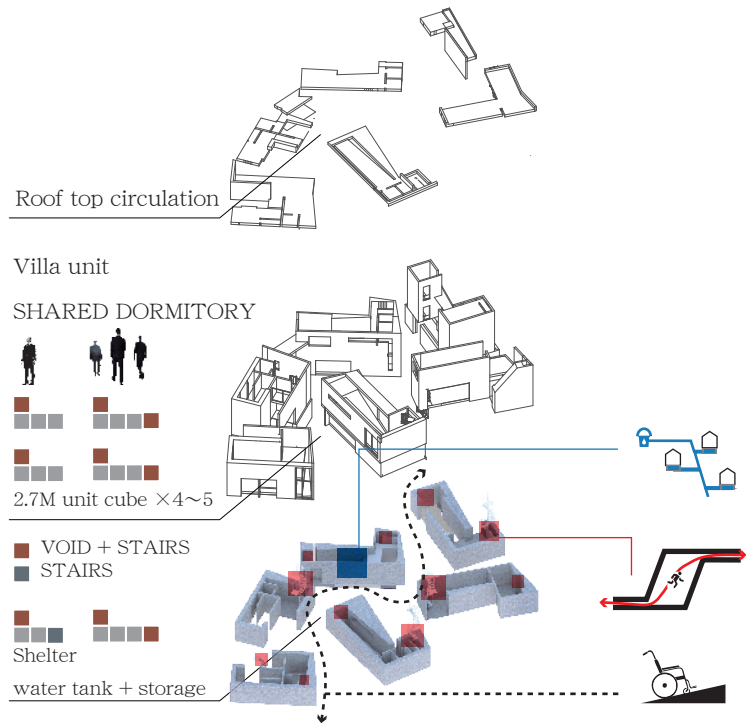 Roof top circulation
Villa unit
SHARED DORMITORY
2.7M unit cube ×4～5
VOID + STAIRS
STAIRS
Shelter
water tank + storage